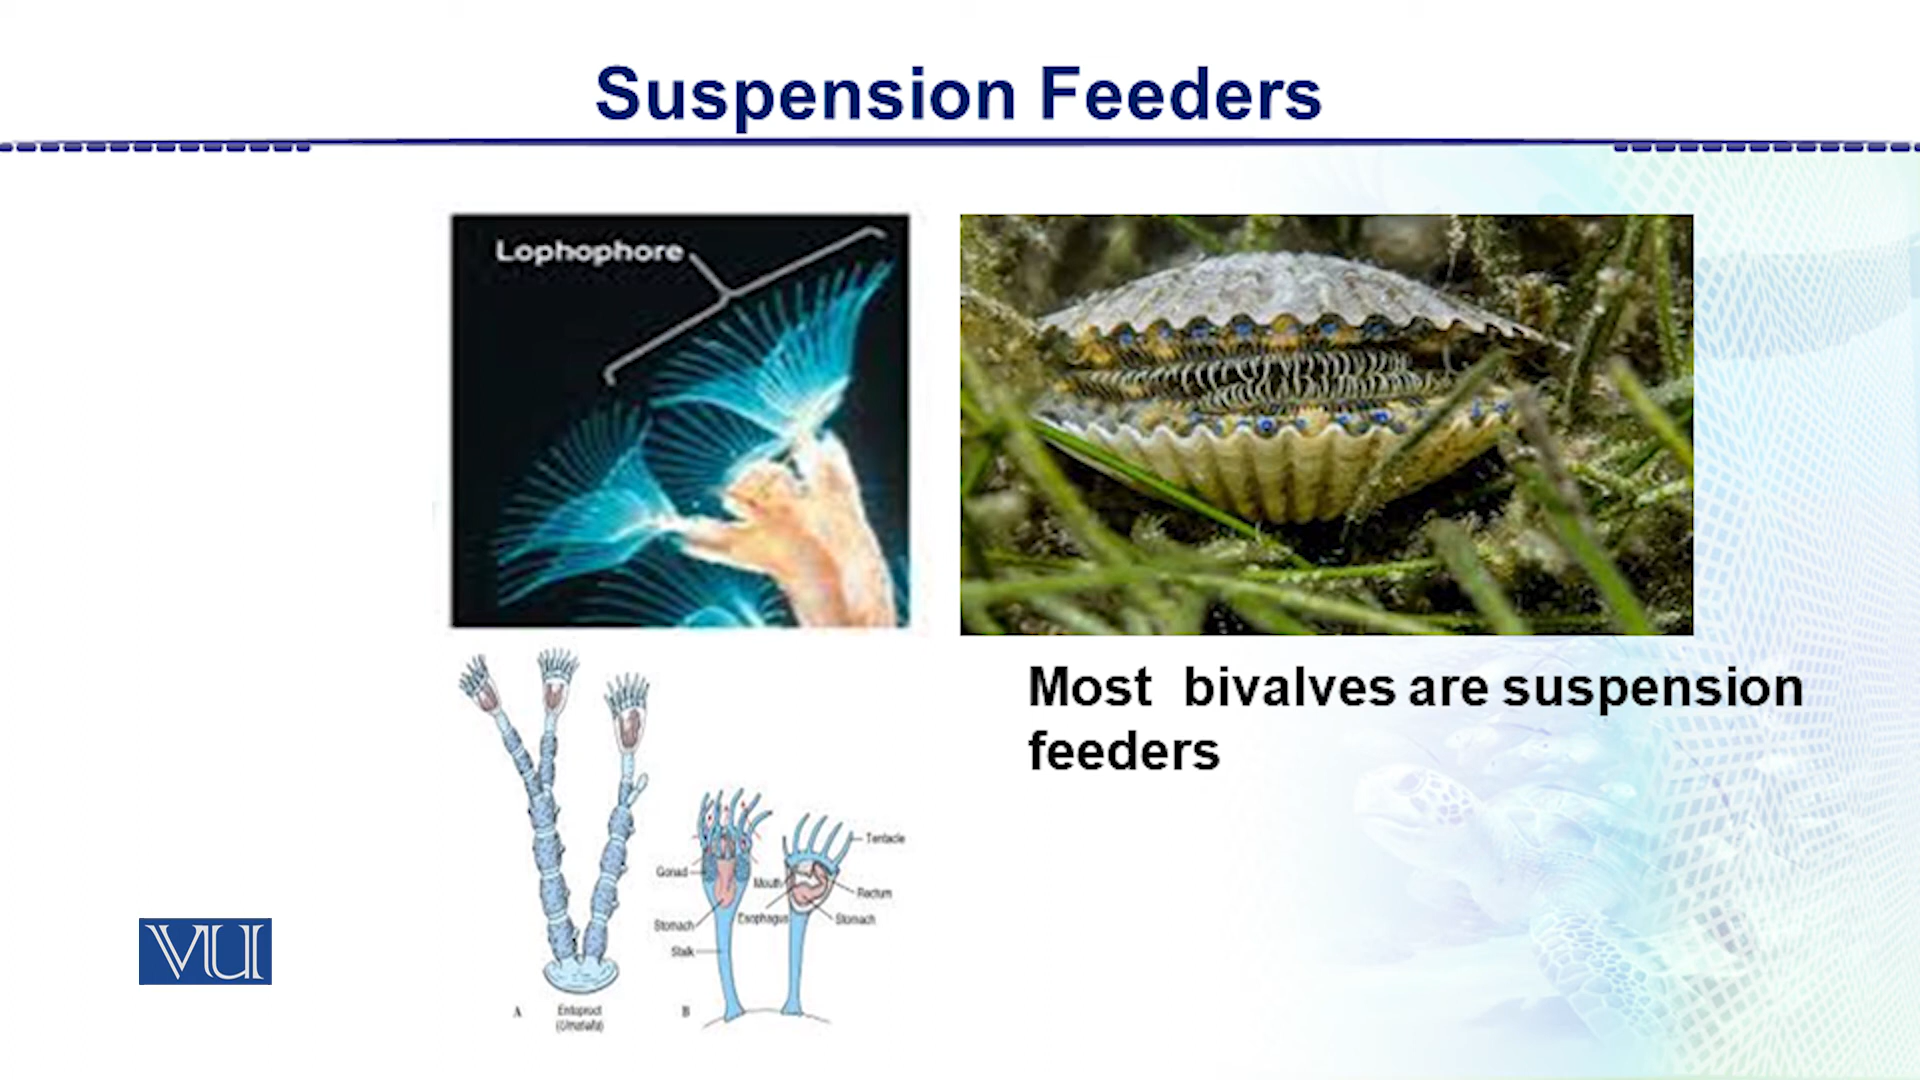 Suspension Feeders
Lophophore
Most bivalves are suspension
feeders
Tentacle
Gonad
Mouth
Rectum
Esophagus
Stomach
Stomach
Stalk
A
Entoproct
B
VU